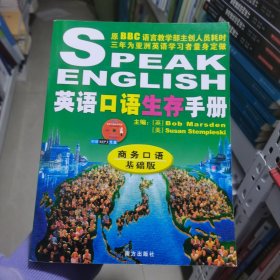 原BBC语言教学部主创人员耗时
三年为亚洲英语学习者量身定做
SPEAK
ENGLISH
英语口语生存手册
主编：[英] Bob Marsden
[美] Susan Stempleski
商务口语
基础版
南方出版社